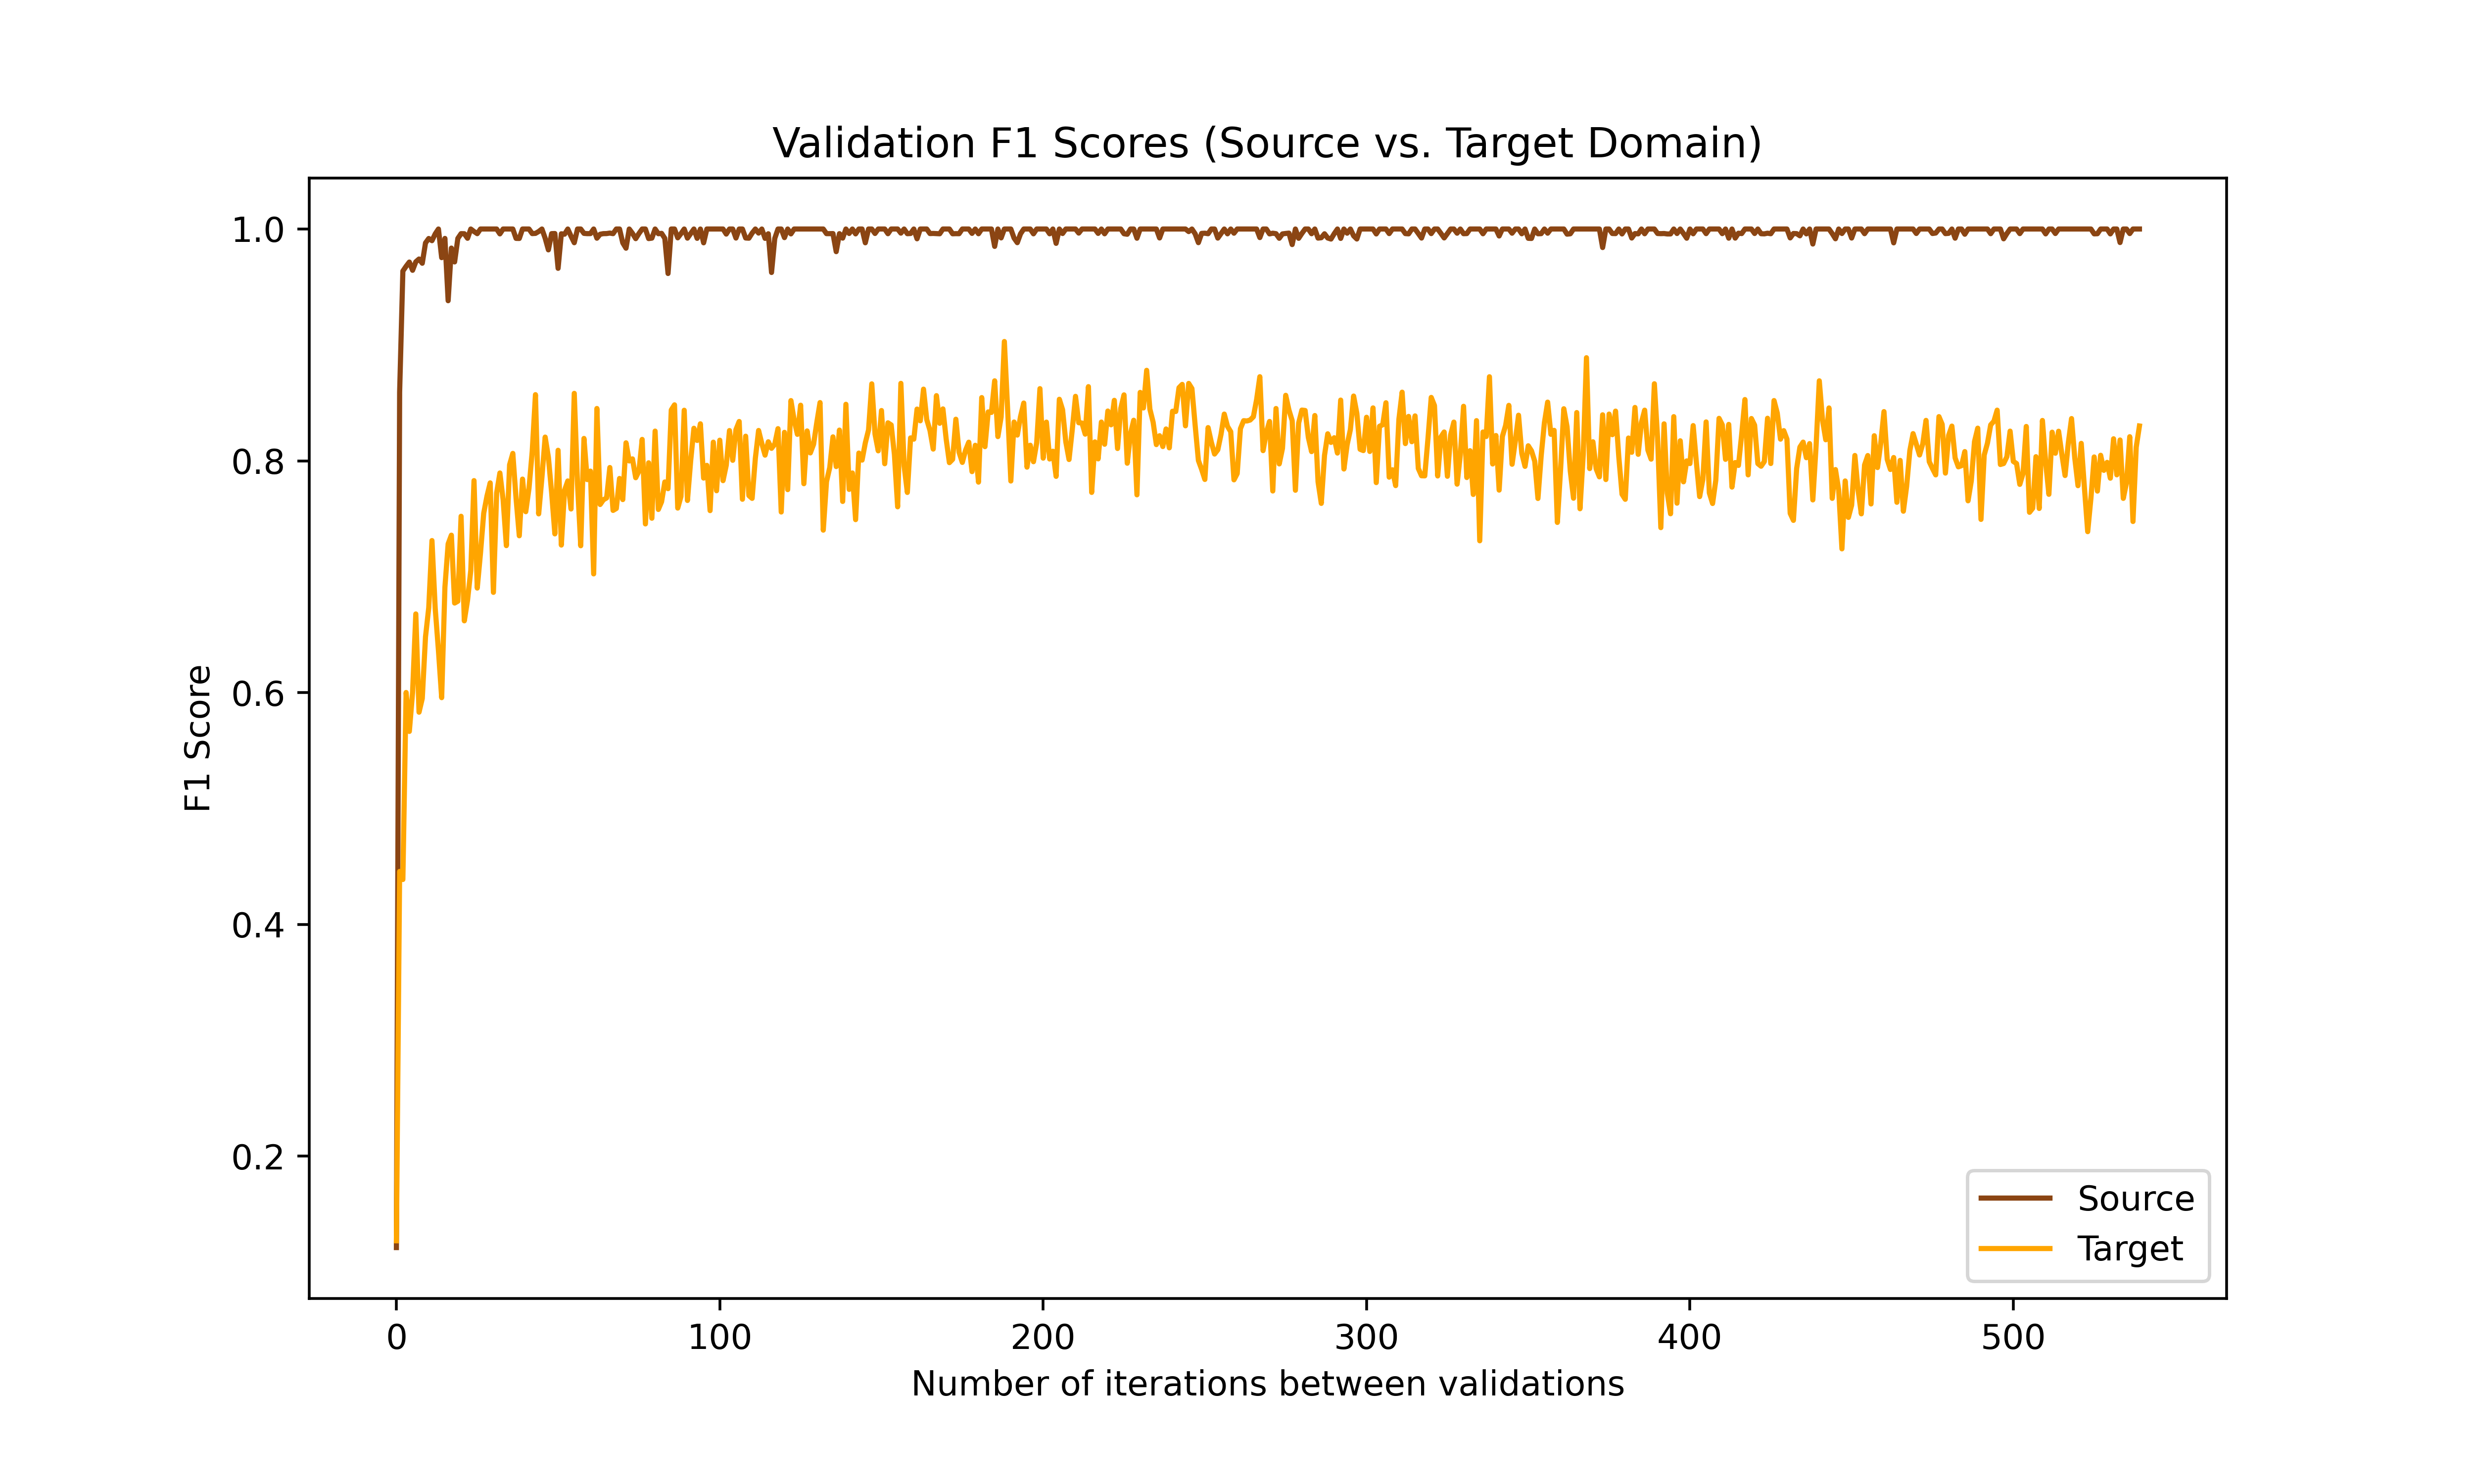 Validation F1 Scores (Source vs. Target Domain)
1.0
0.8
0.6
0.4
0.2
F1 Score
0 100 200 300 400 500
Number of iterations between validations
Source
Target